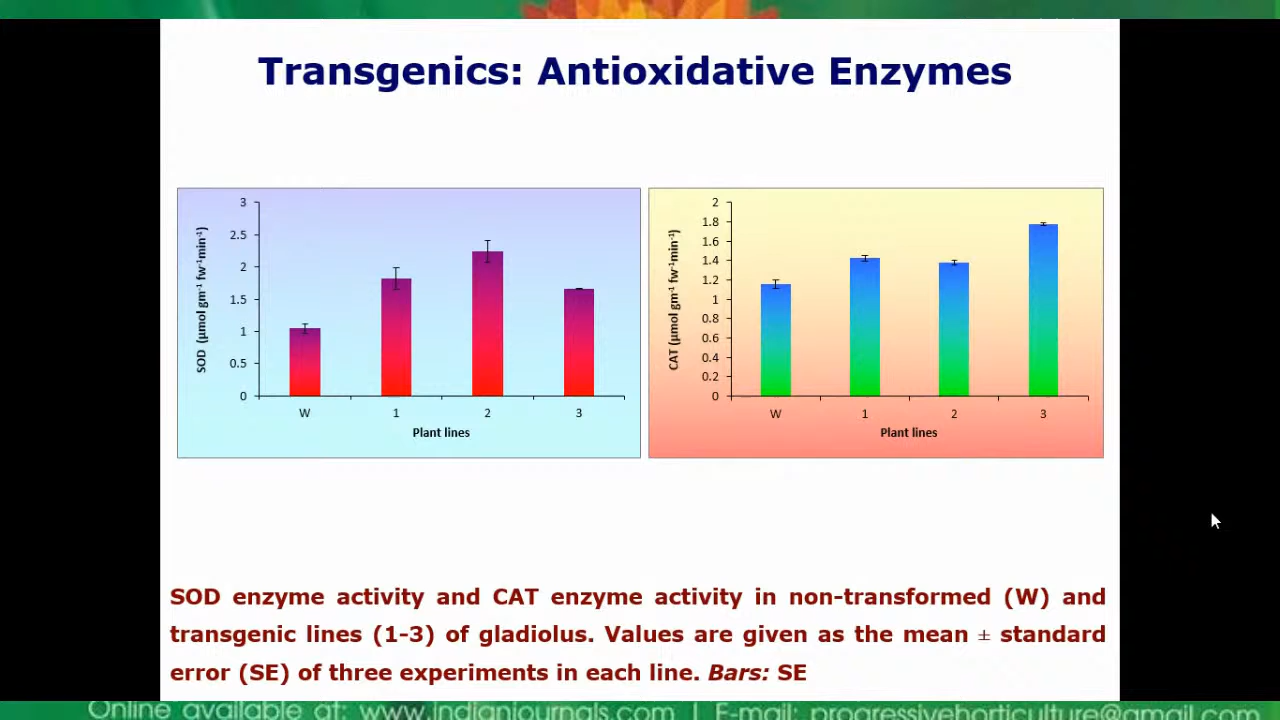 Transgenics: Antioxidative Enzymes
3
2.5
2
1.5
1
0.5
0
SOD (µmol gm⁻¹ fw⁻¹min⁻¹)
W 1 2 3
Plant lines
2
1.8
1.6
1.4
1.2
1
0.8
0.6
0.4
0.2
0
CAT (µmol gm⁻¹ fw⁻¹min⁻¹)
W 1 2 3
Plant lines
SOD enzyme activity and CAT enzyme activity in non-transformed (W) and
transgenic lines (1-3) of gladiolus. Values are given as the mean ± standard
error (SE) of three experiments in each line. Bars: SE
Online available at: www.indianjournals.com | E-mail: progressivehorticulture@gmail.com